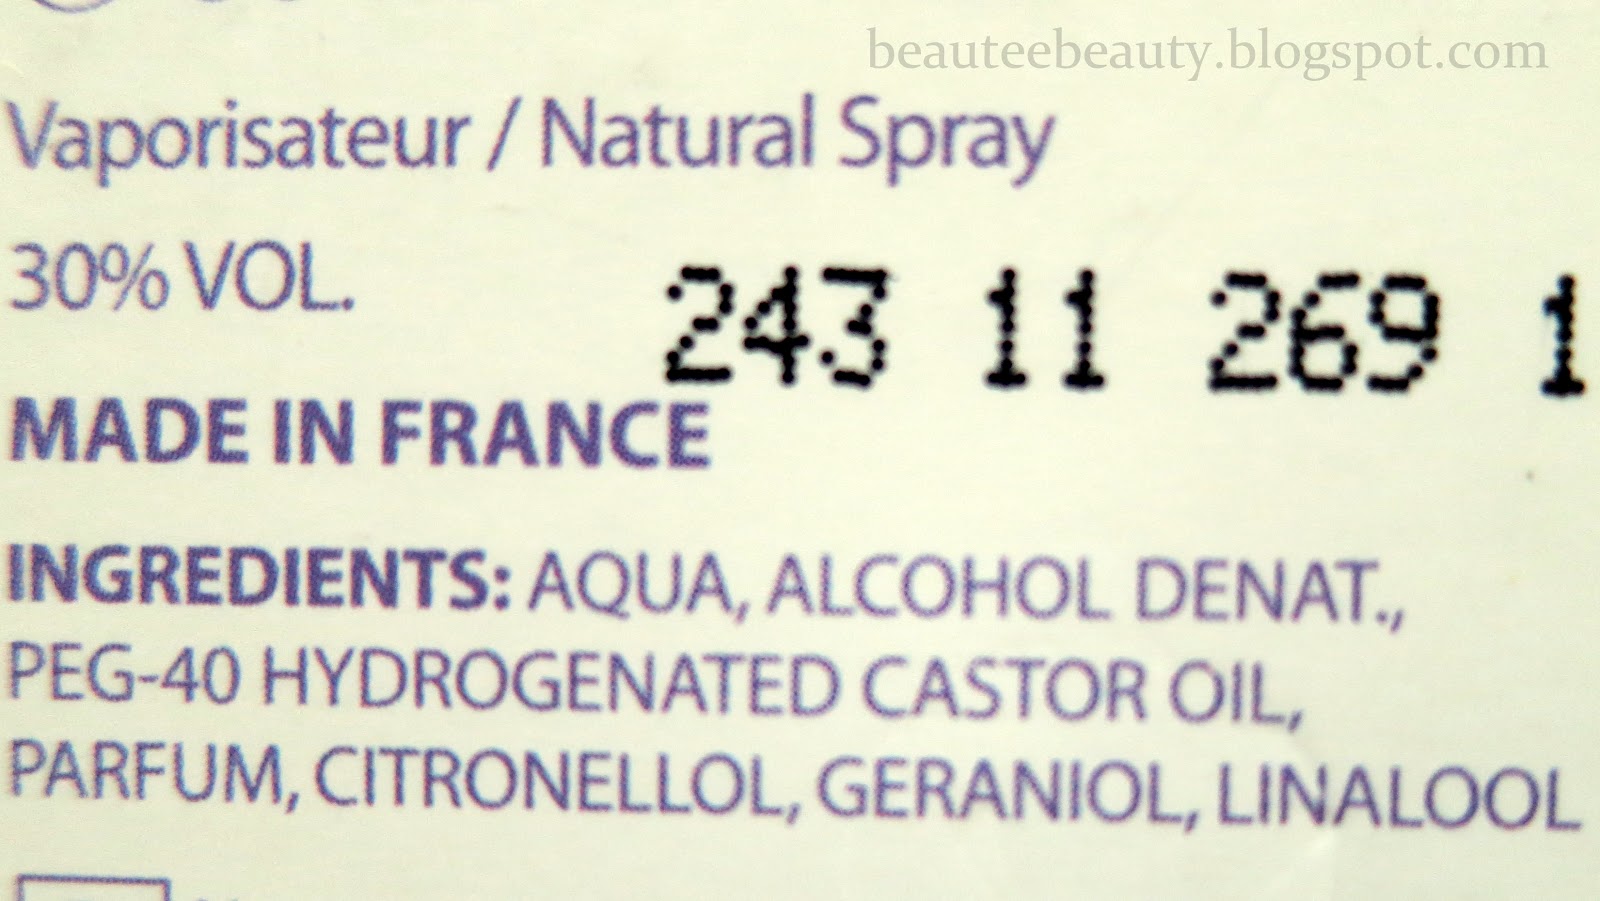 beauteebeauty.blogspot.com
Vaporisateur / Natural Spray
30% VOL.
243 11 269 1
MADE IN FRANCE
INGREDIENTS: AQUA, ALCOHOL DENAT.,
PEG-40 HYDROGENATED CASTOR OIL,
PARFUM, CITRONELLOL, GERANIOL, LINALOOL